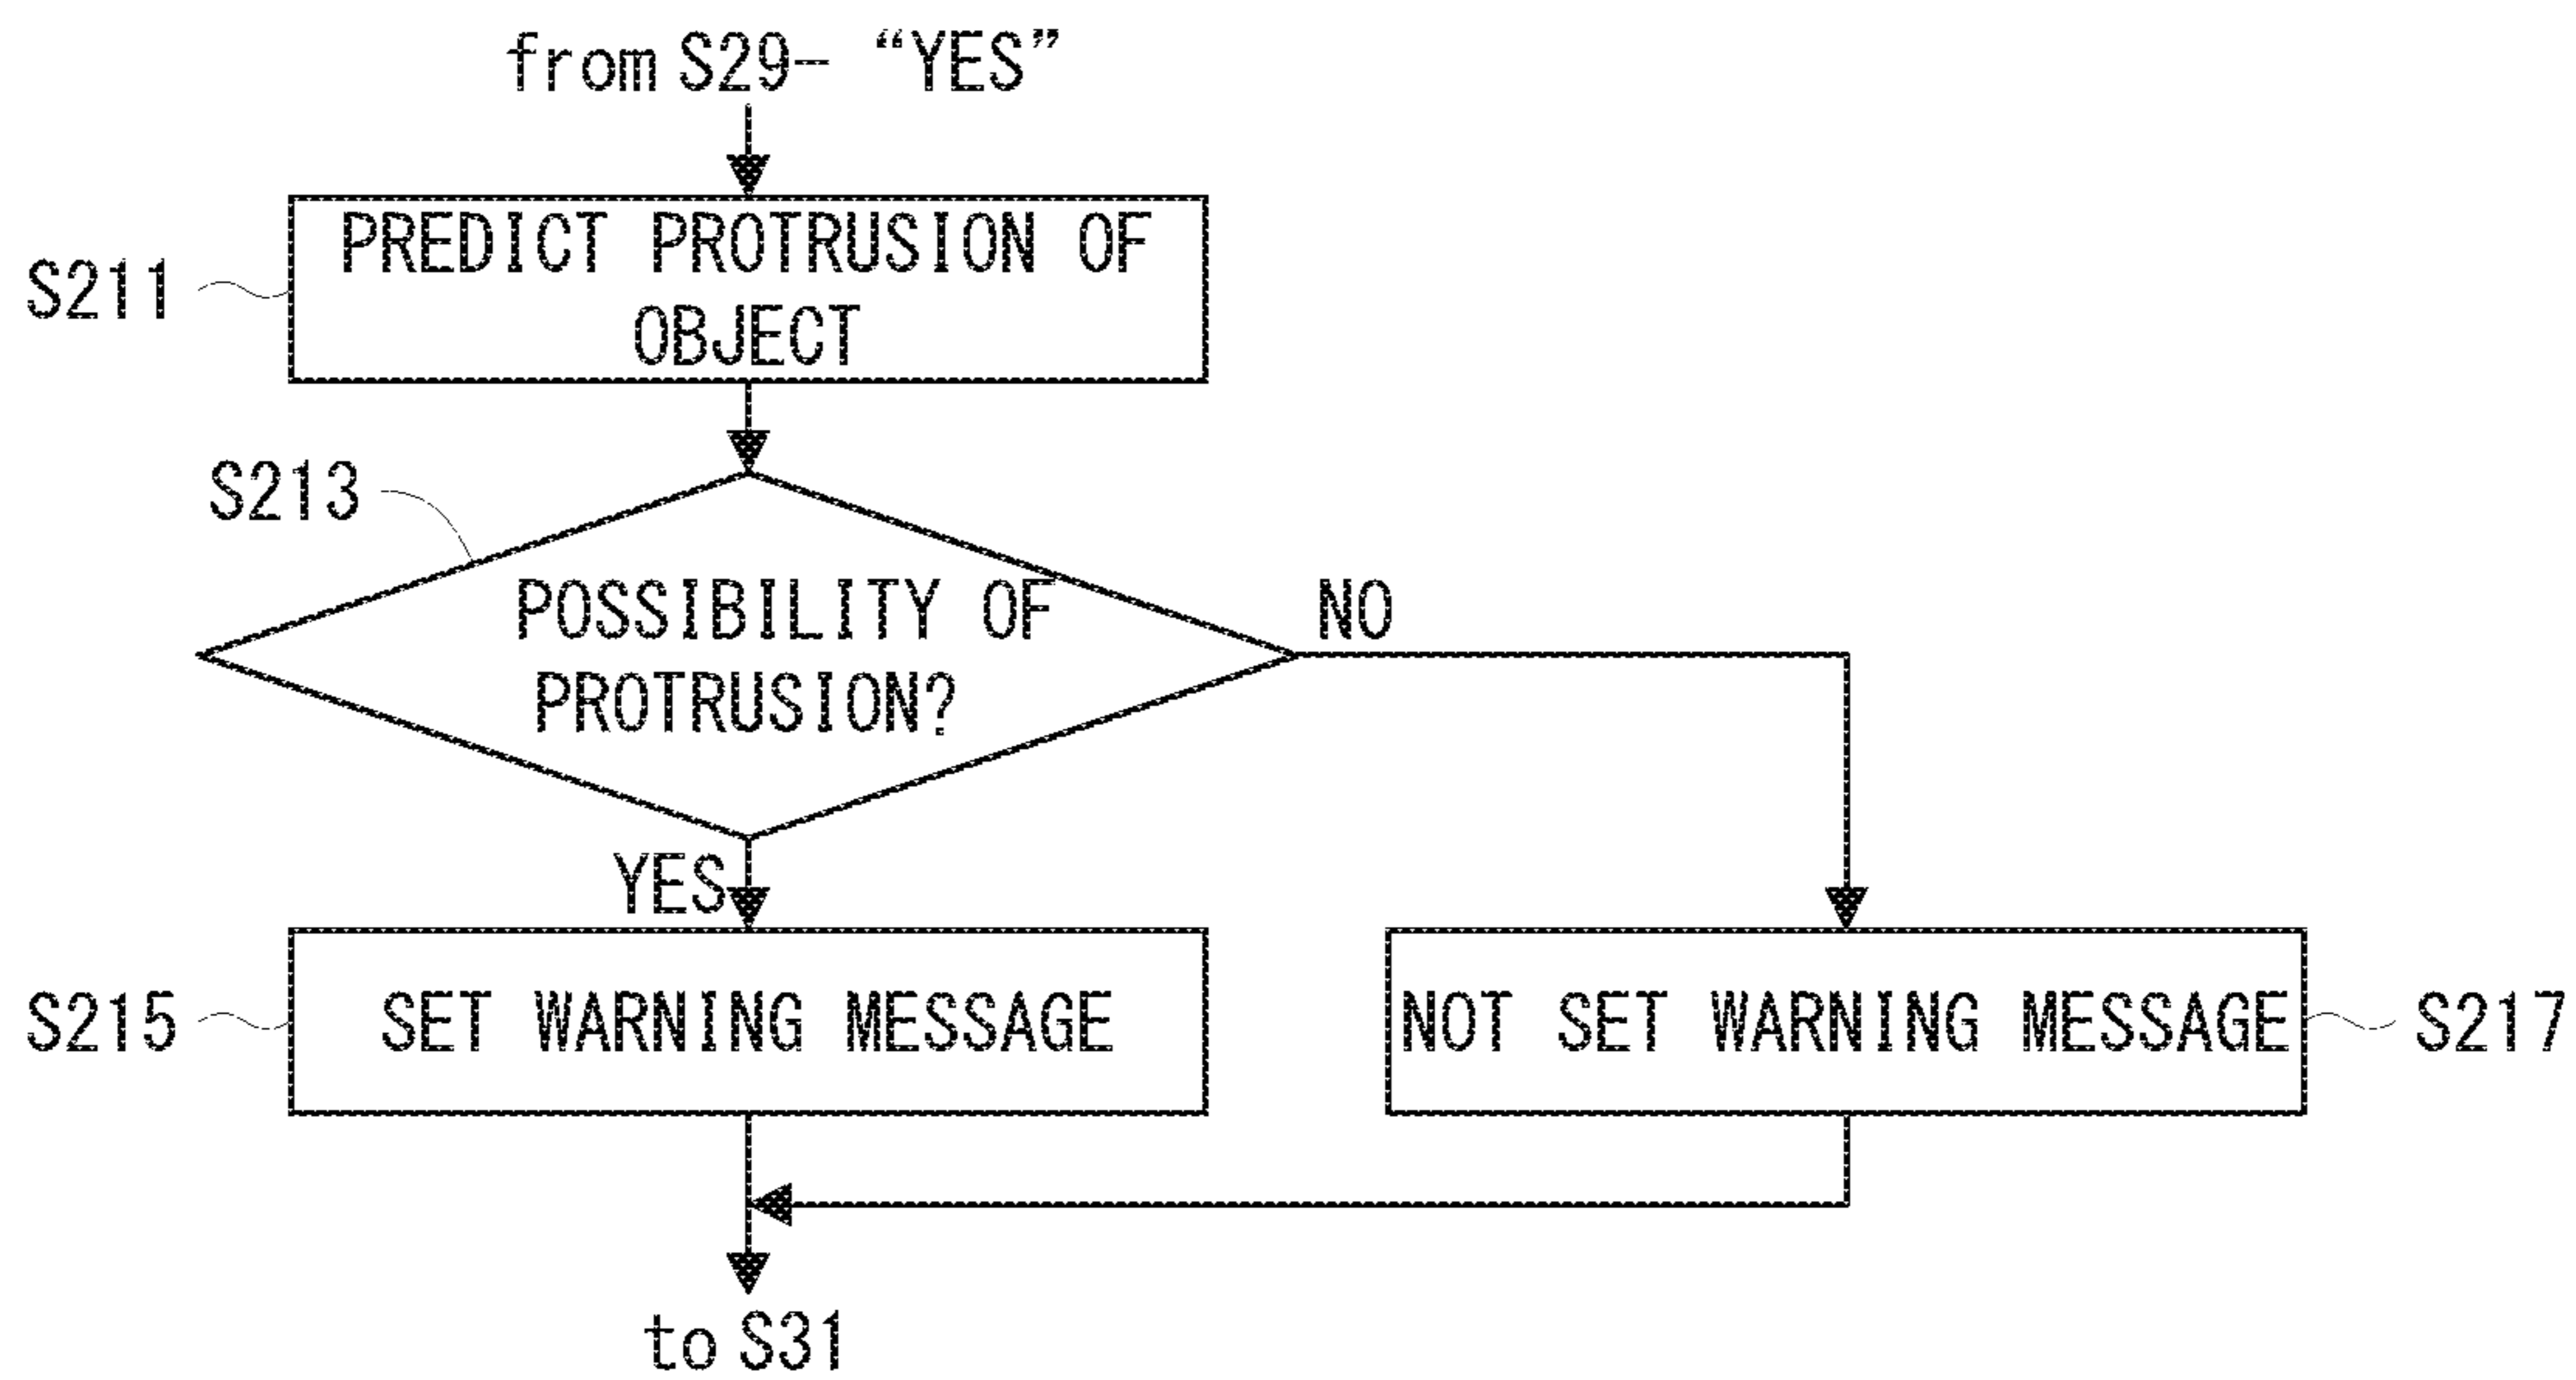 from S29- “YES”
PREDICT PROTRUSION OF
OBJECT
S211
S213
POSSIBILITY OF
PROTRUSION?
NO
YES
S215
SET WARNING MESSAGE
NOT SET WARNING MESSAGE
S217
to S31